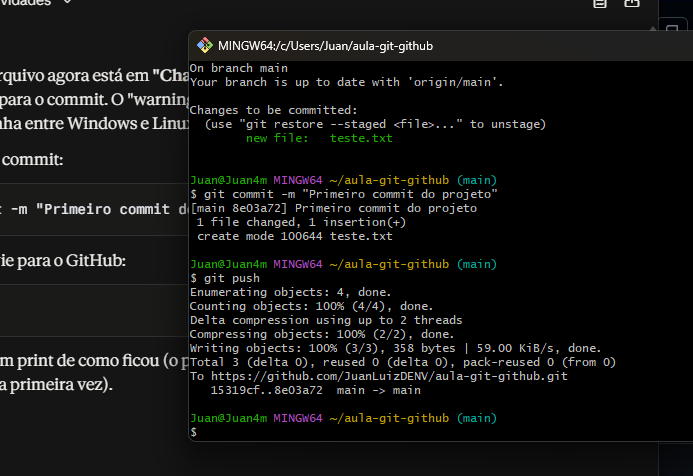 vidades
MINGW64:/c/Users/Juan/aula-git-github
rquivo agora está em "Cha
para o commit. O "warning
nha entre Windows e Linux
commit:
t -m "Primeiro commit do
ie para o GitHub:
m print de como ficou (o p
a primeira vez).
On branch main
Your branch is up to date with 'origin/main'.
Changes to be committed:
(use "git restore --staged <file>..." to unstage)
new file:   teste.txt
Juan@Juan4m MINGW64 ~/aula-git-github (main)
$ git commit -m "Primeiro commit do projeto"
[main 8e03a72] Primeiro commit do projeto
1 file changed, 1 insertion(+)
create mode 100644 teste.txt
Juan@Juan4m MINGW64 ~/aula-git-github (main)
$ git push
Enumerating objects: 4, done.
Counting objects: 100% (4/4), done.
Delta compression using up to 2 threads
Compressing objects: 100% (2/2), done.
Writing objects: 100% (3/3), 358 bytes | 59.00 KiB/s, done.
Total 3 (delta 0), reused 0 (delta 0), pack-reused 0 (from 0)
To https://github.com/JuanLuizDENV/aula-git-github.git
15319cf..8e03a72  main -> main
Juan@Juan4m MINGW64 ~/aula-git-github (main)
$